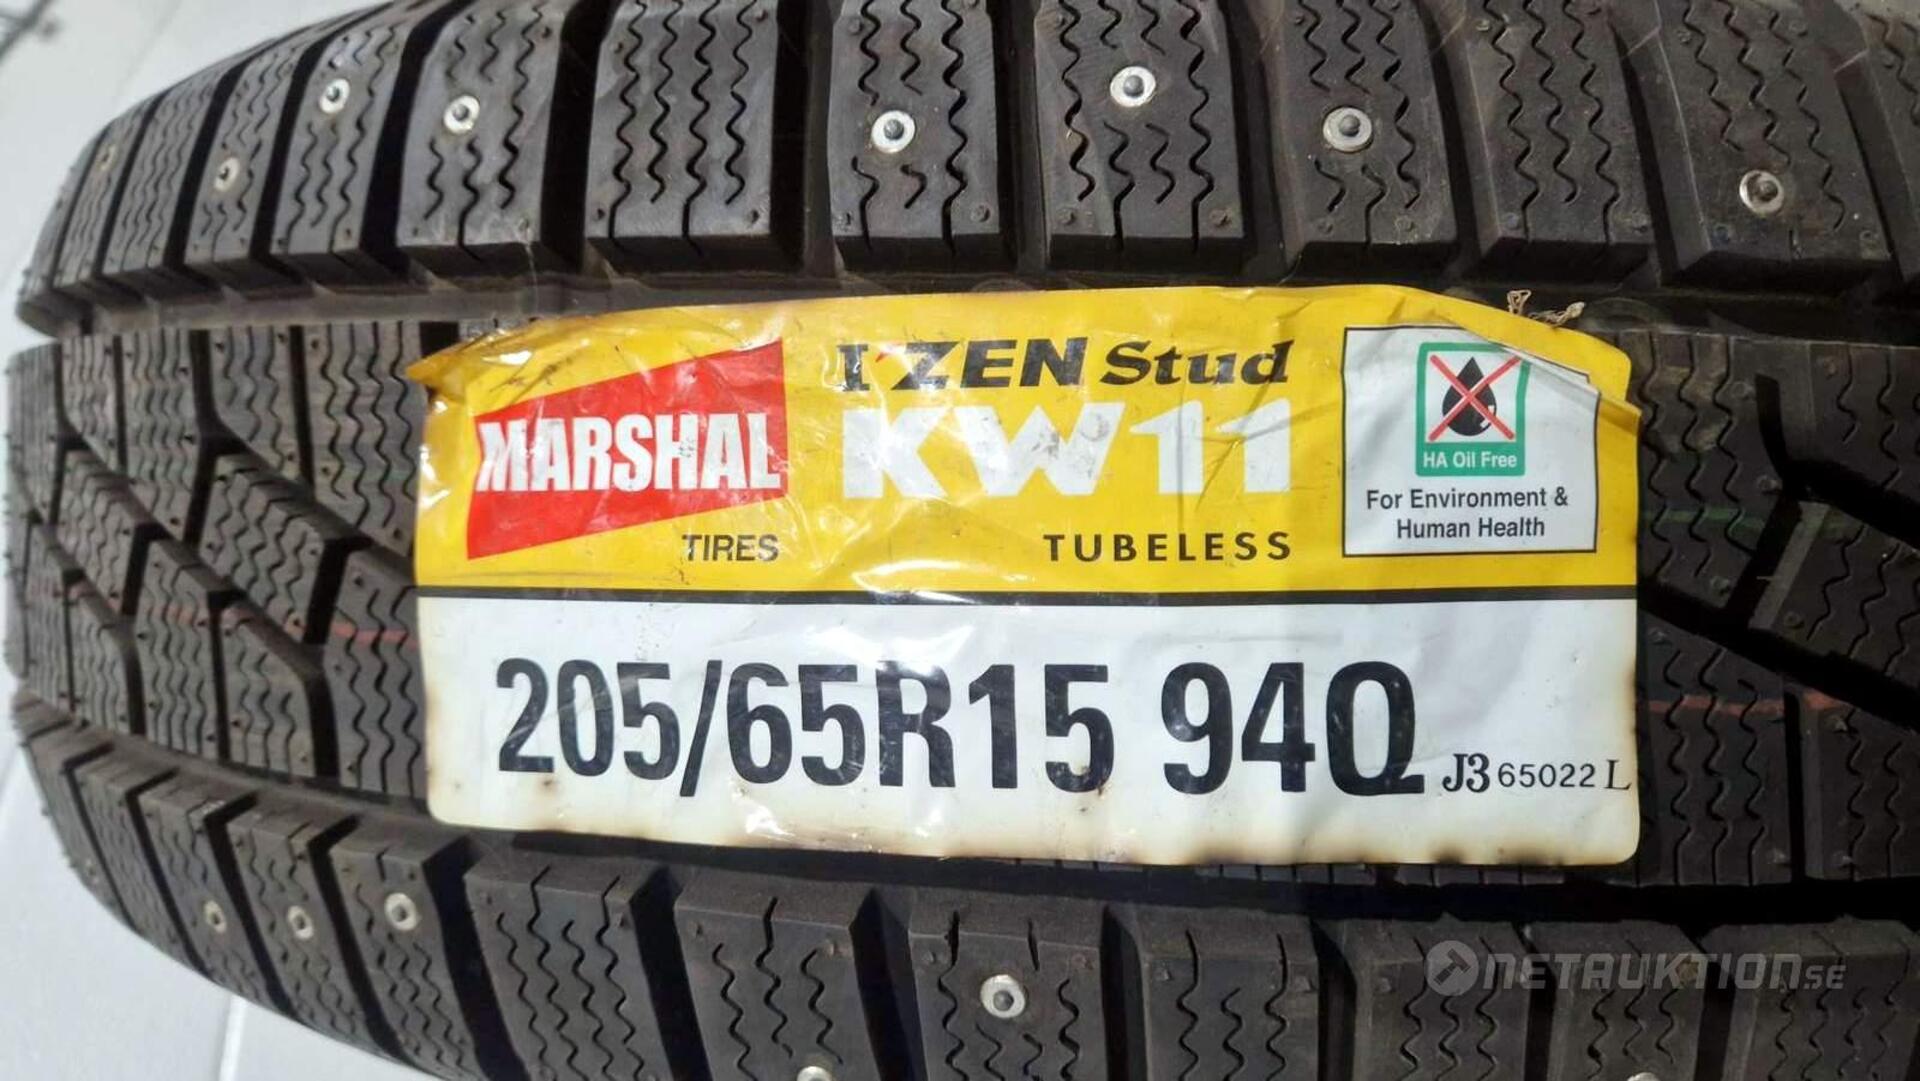 I'ZEN Stud
MARSHAL
KW11
TIRES
TUBELESS
HA Oil Free
For Environment &
Human Health
205/65R15 94Q
J3 65022 L
NETAUKTION.SE